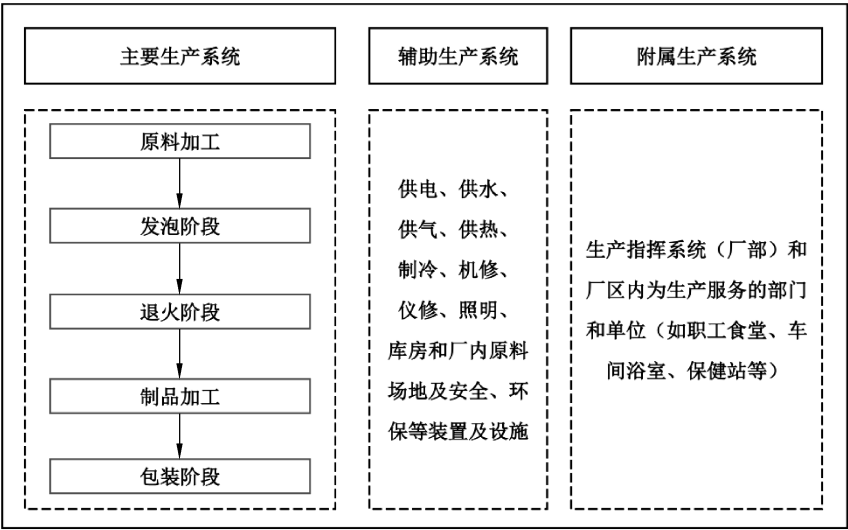 主要生产系统
辅助生产系统
附属生产系统
原料加工
发泡阶段
退火阶段
制品加工
包装阶段
供电、供水、
供气、供热、
制冷、机修、
仪修、照明、
库房和厂内原料
场地及安全、环
保等装置及设施
生产指挥系统（厂部）和
厂区内为生产服务的部门
和单位（如职工食堂、车
间浴室、保健站等）